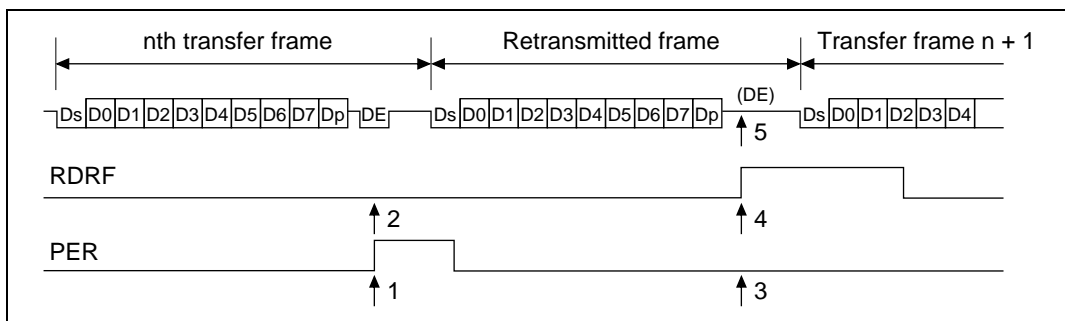 nth transfer frame Retransmitted frame Transfer frame n + 1
(DE)
Ds D0 D1 D2 D3 D4 D5 D6 D7 Dp DE Ds D0 D1 D2 D3 D4 D5 D6 D7 Dp Ds D0 D1 D2 D3 D4
5
RDRF
2 4
PER
1 3